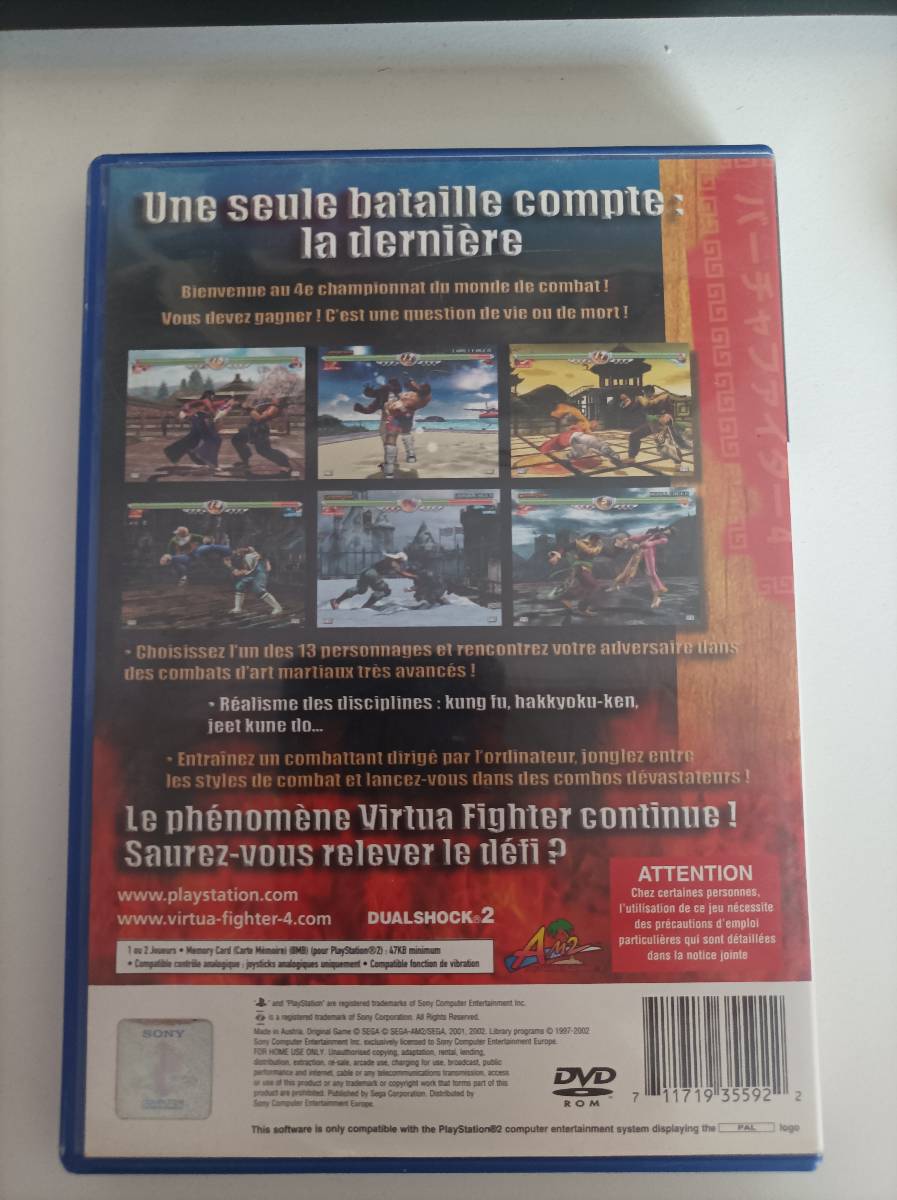 Une seule bataille compte :
la dernière
Bienvenue au 4e championnat du monde de combat !
Vous devez gagner ! C'est une question de vie ou de mort !
バーチャファイター4
• Choisissez l'un des 13 personnages et rencontrez votre adversaire dans
des combats d'art martiaux très avancés !
• Réalisme des disciplines : kung fu, hakkyoku-ken,
jeet kune do...
• Entraînez un combattant dirigé par l'ordinateur, jonglez entre
les styles de combat et lancez-vous dans des combos dévastateurs !
Le phénomène Virtua Fighter continue !
Saurez-vous relever le défi ?
www.playstation.com
www.virtua-fighter-4.com
DUALSHOCK®2
AM2
ATTENTION
Chez certaines personnes,
l'utilisation de ce jeu nécessite
des précautions d'emploi
particulières qui sont détaillées
dans la notice jointe
1 ou 2 Joueurs • Memory Card (Carte Mémoire) (8MB) (pour PlayStation®2) : 47KB minimum
• Compatible contrôle analogique : joysticks analogiques uniquement • Compatible fonction de vibration
SONY
"PS" and "PlayStation" are registered trademarks of Sony Computer Entertainment Inc.
is a registered trademark of Sony Corporation. All Rights Reserved.
Made in Austria. Original Game © SEGA © SEGA-AM2/SEGA, 2001, 2002. Library programs © 1997-2002
Sony Computer Entertainment Inc. exclusively licensed to Sony Computer Entertainment Europe.
FOR HOME USE ONLY. Unauthorised copying, adaptation, rental, lending,
distribution, extraction, re-sale, arcade use, charging for use, broadcast, public
performance and internet, cable or any telecommunications transmission, access
or use of this product or any trademark or copyright work that forms part of this
product are prohibited. Published by Sega Corporation. Distributed by
Sony Computer Entertainment Europe.
DVD
ROM
7 11719 35592 2
This software is only compatible with the PlayStation®2 computer entertainment system displaying the PAL logo